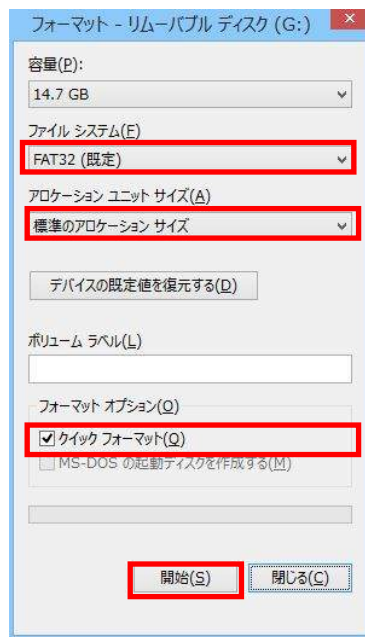 フォーマット - リムーバブル ディスク (G:)
容量(P):
14.7 GB
ファイル システム(F)
FAT32 (既定)
アロケーション ユニット サイズ(A)
標準のアロケーション サイズ
デバイスの既定値を復元する(D)
ボリューム ラベル(L)
フォーマット オプション(O)
クイック フォーマット(Q)
MS-DOS の起動ディスクを作成する(M)
開始(S)
閉じる(C)